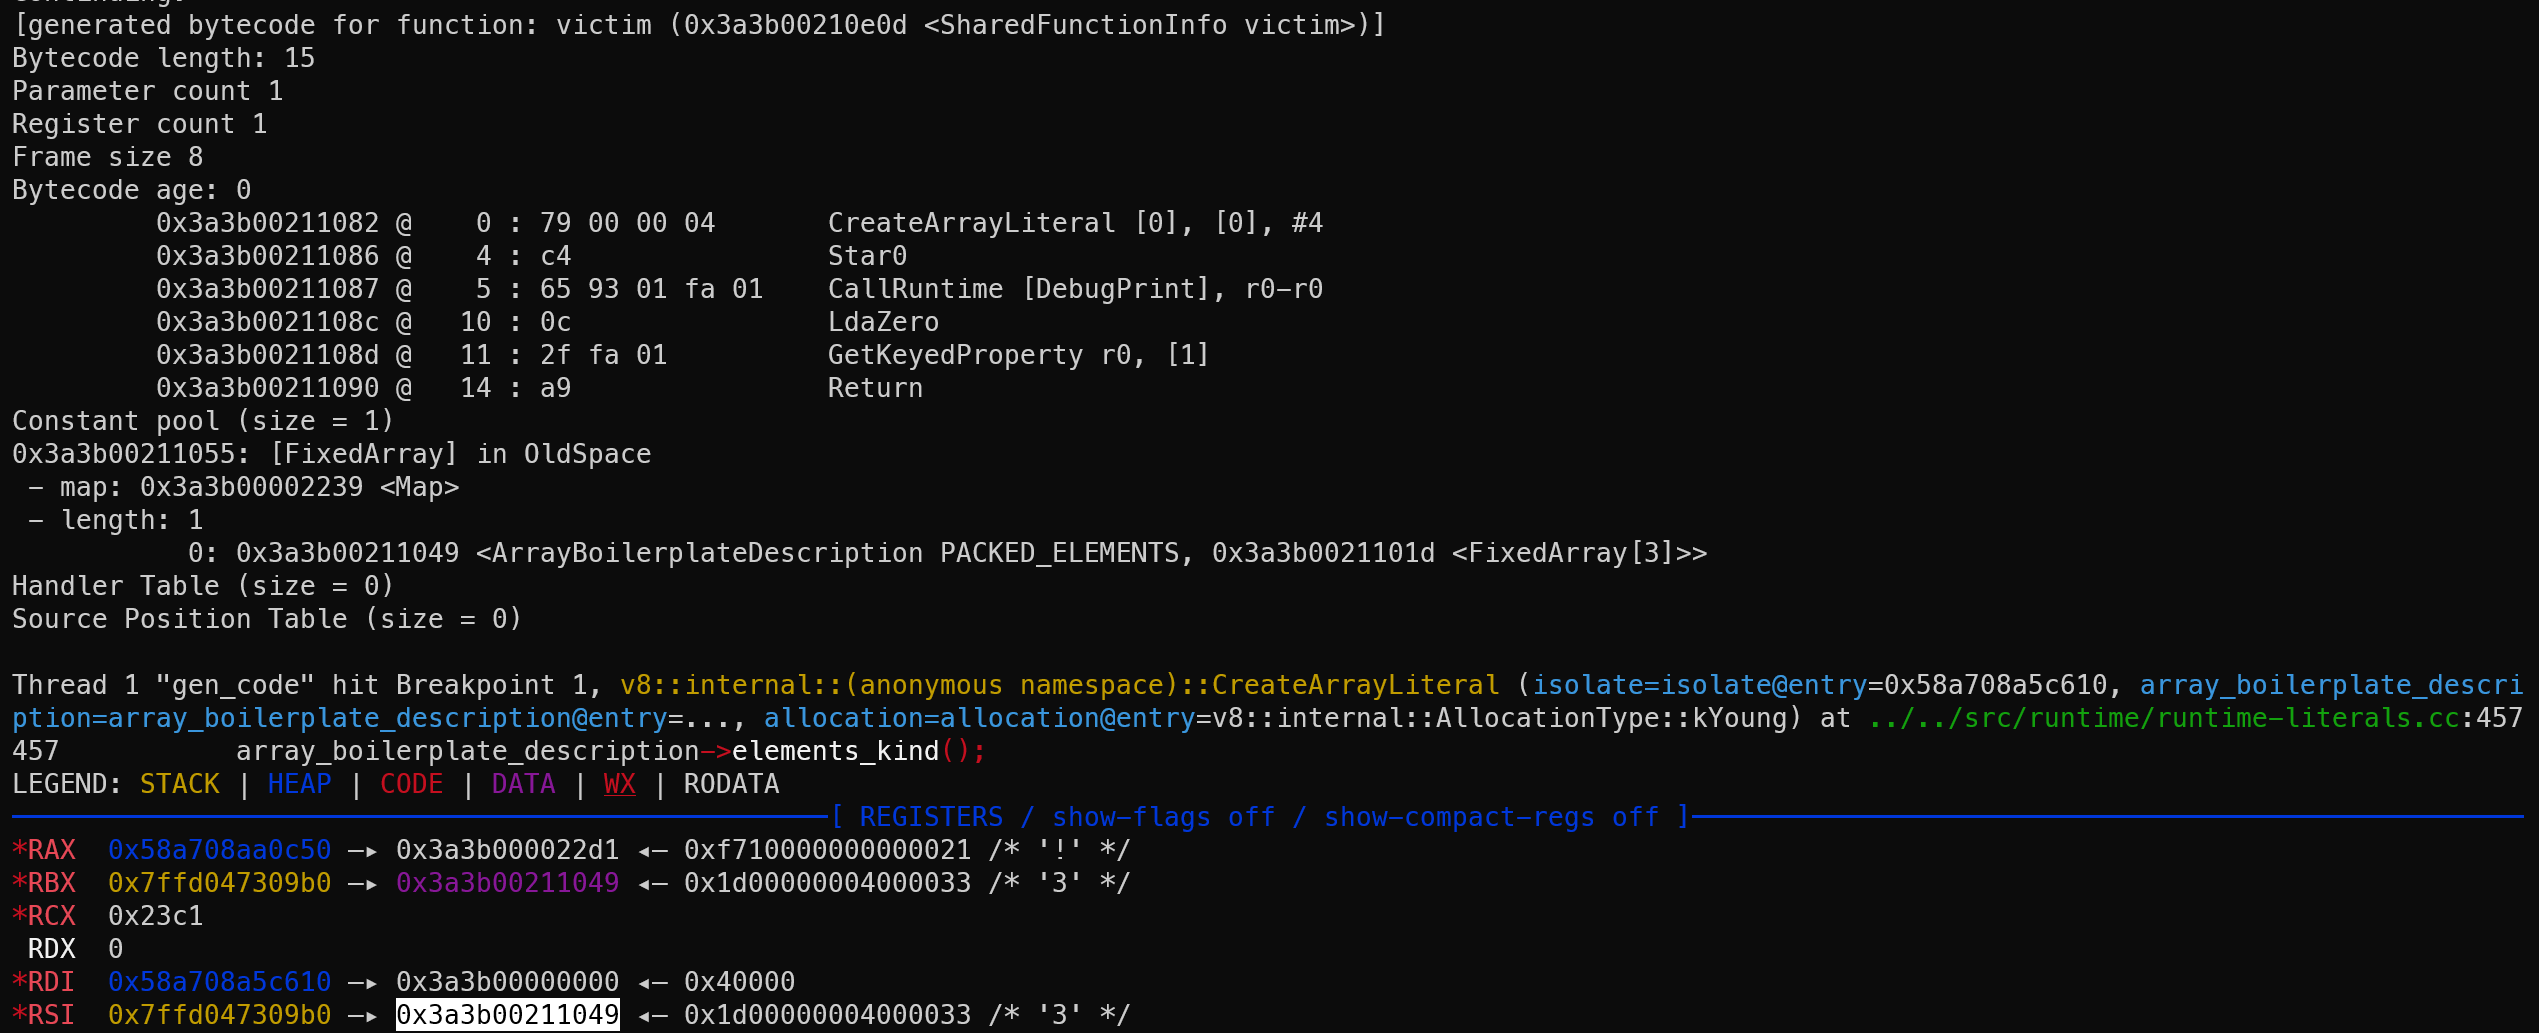 [generated bytecode for function: victim (0x3a3b00210e0d <SharedFunctionInfo victim>)]
Bytecode length: 15
Parameter count 1
Register count 1
Frame size 8
Bytecode age: 0
         0x3a3b00211082 @    0 : 79 00 00 04       CreateArrayLiteral [0], [0], #4
         0x3a3b00211086 @    4 : c4                Star0
         0x3a3b00211087 @    5 : 65 93 01 fa 01    CallRuntime [DebugPrint], r0-r0
         0x3a3b0021108c @   10 : 0c                LdaZero
         0x3a3b0021108d @   11 : 2f fa 01          GetKeyedProperty r0, [1]
         0x3a3b00211090 @   14 : a9                Return
Constant pool (size = 1)
0x3a3b00211055: [FixedArray] in OldSpace
 - map: 0x3a3b00002239 <Map>
 - length: 1
           0: 0x3a3b00211049 <ArrayBoilerplateDescription PACKED_ELEMENTS, 0x3a3b0021101d <FixedArray[3]>>
Handler Table (size = 0)
Source Position Table (size = 0)

Thread 1 "gen_code" hit Breakpoint 1, v8::internal::(anonymous namespace)::CreateArrayLiteral (isolate=isolate@entry=0x58a708a5c610, array_boilerplate_descri
ption=array_boilerplate_description@entry=..., allocation=allocation@entry=v8::internal::AllocationType::kYoung) at ../../src/runtime/runtime-literals.cc:457
457           array_boilerplate_description->elements_kind();
LEGEND: STACK | HEAP | CODE | DATA | WX | RODATA
[ REGISTERS / show-flags off / show-compact-regs off ]
*RAX  0x58a708aa0c50 —▸ 0x3a3b000022d1 ◂— 0xf710000000000021 /* '!' */
*RBX  0x7ffd047309b0 —▸ 0x3a3b00211049 ◂— 0x1d00000004000033 /* '3' */
*RCX  0x23c1
 RDX  0
*RDI  0x58a708a5c610 —▸ 0x3a3b00000000 ◂— 0x40000
*RSI  0x7ffd047309b0 —▸ 0x3a3b00211049 ◂— 0x1d00000004000033 /* '3' */